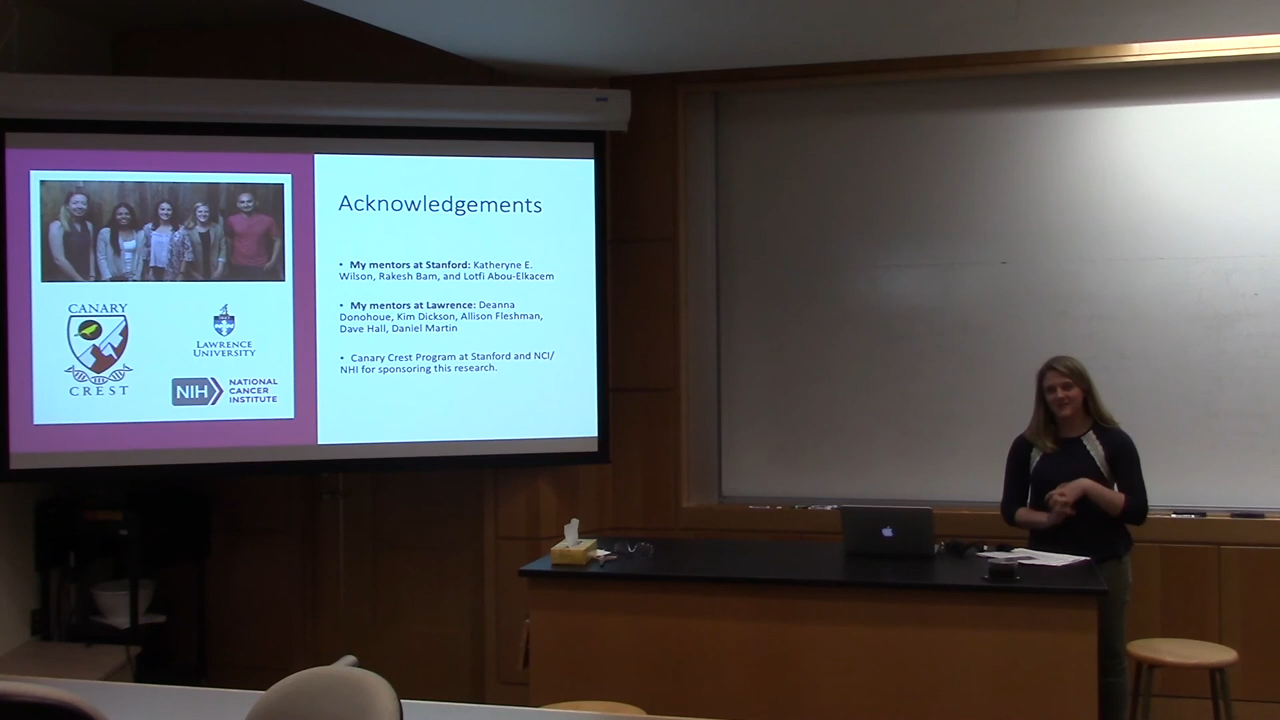 Acknowledgements
• My mentors at Stanford: Katheryne E.
Wilson, Rakesh Bam, and Lotfi Abou-Elkacem
• My mentors at Lawrence: Deanna
Donohoue, Kim Dickson, Allison Fleshman,
Dave Hall, Daniel Martin
• Canary Crest Program at Stanford and NCI/
NHI for sponsoring this research.
CANARY
CREST
LAWRENCE
UNIVERSITY
NIH
NATIONAL
CANCER
INSTITUTE